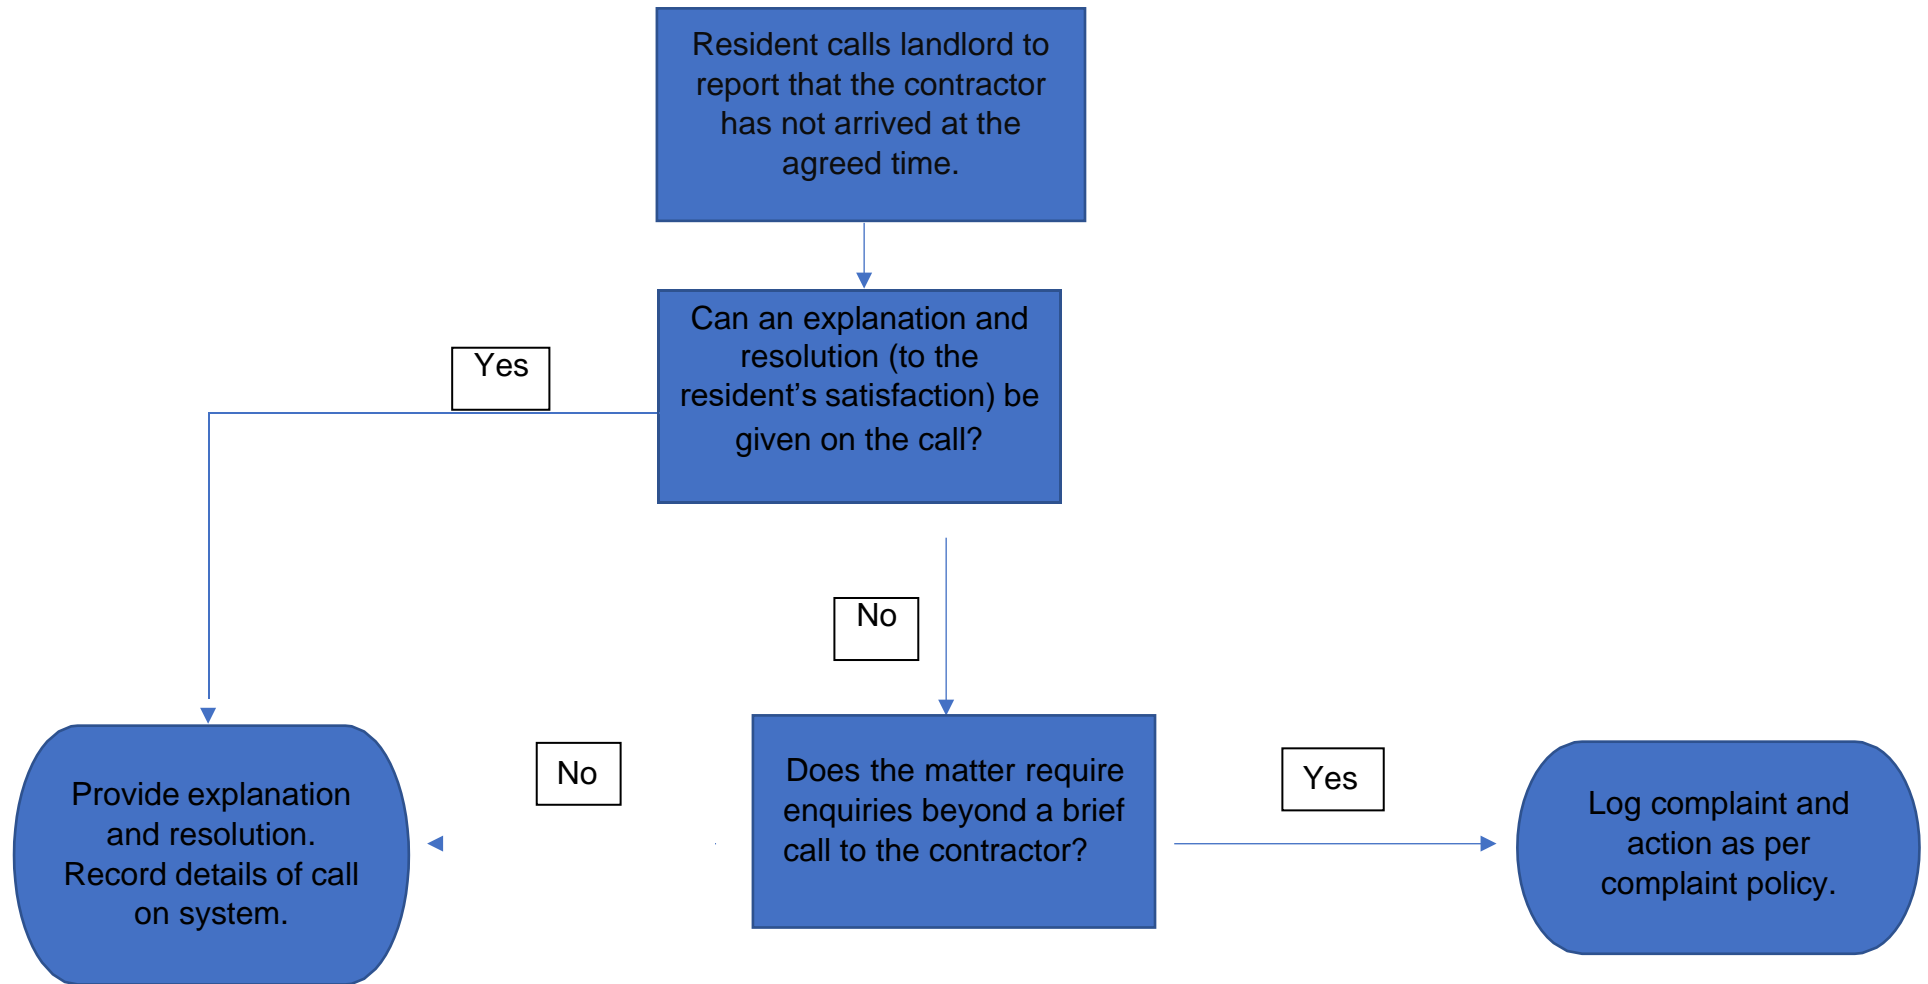 Resident calls landlord to
report that the contractor
has not arrived at the
agreed time.
Can an explanation and
resolution (to the
resident’s satisfaction) be
given on the call?
Yes
No
Does the matter require
enquiries beyond a brief
call to the contractor?
No
Provide explanation
and resolution.
Record details of call
on system.
Yes
Log complaint and
action as per
complaint policy.